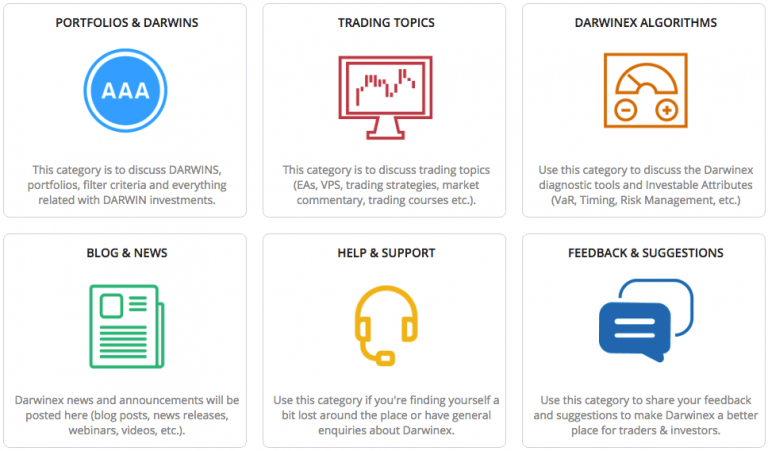 PORTFOLIOS & DARWINS
AAA
This category is to discuss DARWINS,
portfolios, filter criteria and everything
related with DARWIN investments.
TRADING TOPICS
This category is to discuss trading topics
(EAs, VPS, trading strategies, market
commentary, trading courses etc.).
DARWINEX ALGORITHMS
Use this category to discuss the Darwinex
diagnostic tools and Investable Attributes
(VaR, Timing, Risk Management, etc.)
BLOG & NEWS
Darwinex news and announcements will be
posted here (blog posts, news releases,
webinars, videos, etc.).
HELP & SUPPORT
Use this category if you're finding yourself a
bit lost around the place or have general
enquiries about Darwinex.
FEEDBACK & SUGGESTIONS
Use this category to share your feedback
and suggestions to make Darwinex a better
place for traders & investors.